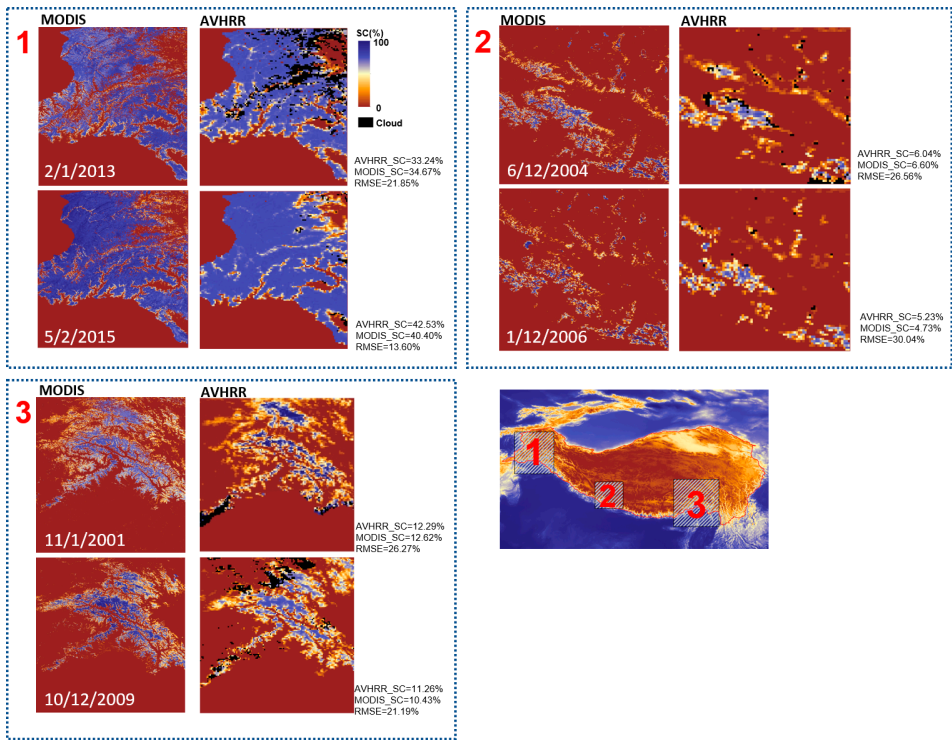 1
MODIS
AVHRR
SC(%)
100
0
Cloud
2/1/2013
AVHRR_SC=33.24%
MODIS_SC=34.67%
RMSE=21.85%
5/2/2015
AVHRR_SC=42.53%
MODIS_SC=40.40%
RMSE=13.60%
2
MODIS
AVHRR
6/12/2004
AVHRR_SC=6.04%
MODIS_SC=6.60%
RMSE=26.56%
1/12/2006
AVHRR_SC=5.23%
MODIS_SC=4.73%
RMSE=30.04%
3
MODIS
AVHRR
11/1/2001
AVHRR_SC=12.29%
MODIS_SC=12.62%
RMSE=26.27%
10/12/2009
AVHRR_SC=11.26%
MODIS_SC=10.43%
RMSE=21.19%
1
2
3